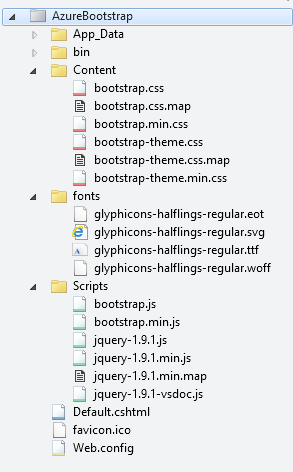 AzureBootstrap
App_Data
bin
Content
bootstrap.css
bootstrap.css.map
bootstrap.min.css
bootstrap-theme.css
bootstrap-theme.css.map
bootstrap-theme.min.css
fonts
glyphicons-halflings-regular.eot
glyphicons-halflings-regular.svg
glyphicons-halflings-regular.ttf
glyphicons-halflings-regular.woff
Scripts
bootstrap.js
bootstrap.min.js
jquery-1.9.1.js
jquery-1.9.1.min.js
jquery-1.9.1.min.map
jquery-1.9.1-vsdoc.js
Default.cshtml
favicon.ico
Web.config